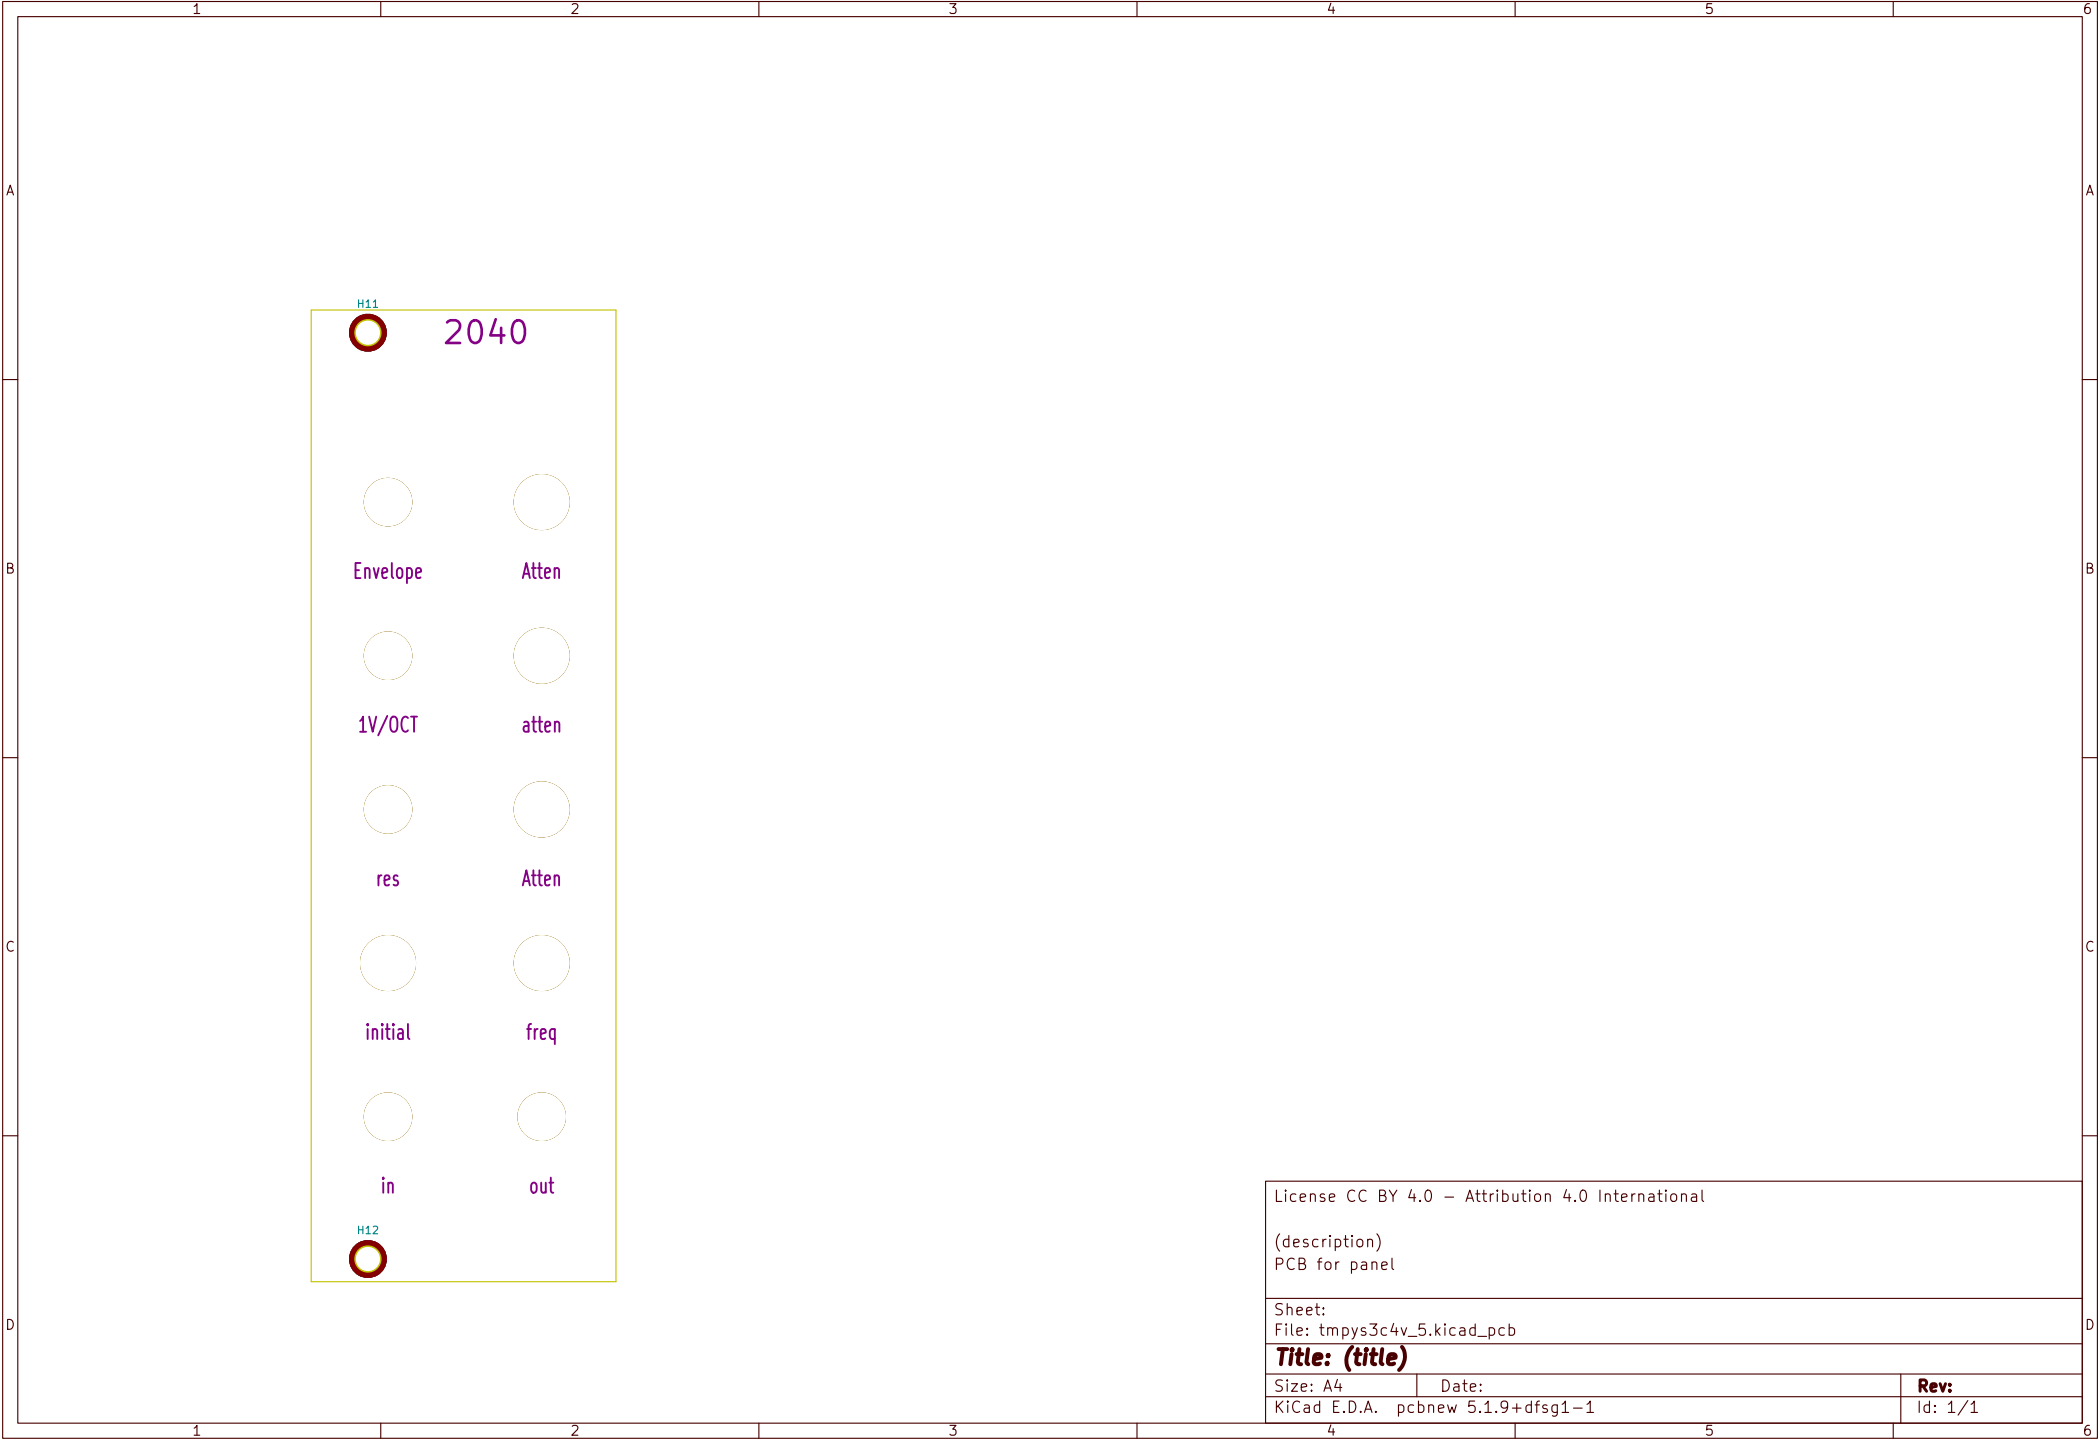 1 2 3 4 5 6
A A
H11
2040
Envelope Atten
B B
1V/OCT atten
res Atten
C C
initial freq
in out
License CC BY 4.0 - Attribution 4.0 International
H12
(description)
PCB for panel
Sheet:
D D
File: tmpys3c4v_5.kicad_pcb
Title: (title)
Size: A4 Date: Rev:
KiCad E.D.A. pcbnew 5.1.9+dfsg1-1 Id: 1/1
1 2 3 4 5 6